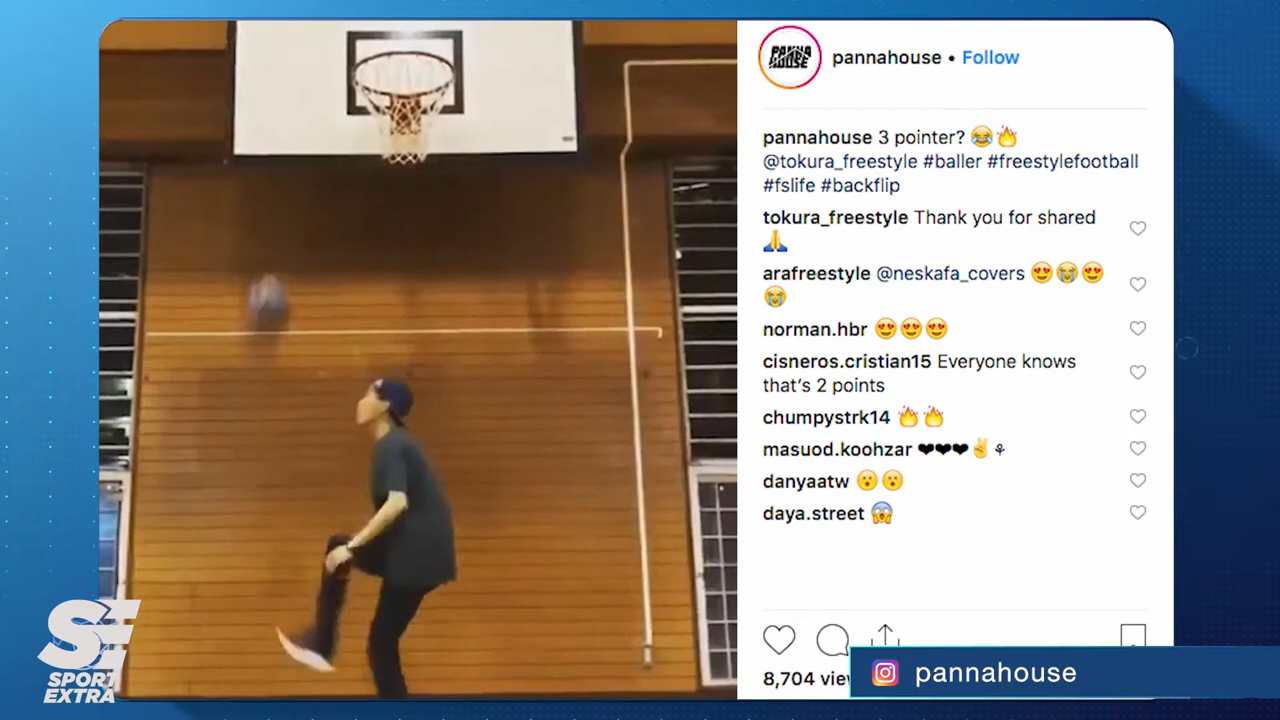 PANNA
HOUSE
pannahouse • Follow
pannahouse 3 pointer? 😂🔥
@tokura_freestyle #baller #freestylefootball
#fslife #backflip
tokura_freestyle Thank you for shared
🙏
arafreestyle @neskafa_covers 😍😭😍
😭
norman.hbr 😍😍😍
cisneros.cristian15 Everyone knows
that's 2 points
chumpystrk14 🔥🔥
masuod.koohzar ❤❤❤✌⚘
danyaatw 😮😮
daya.street 😱
8,704
pannahouse
SE
SPORT
EXTRA